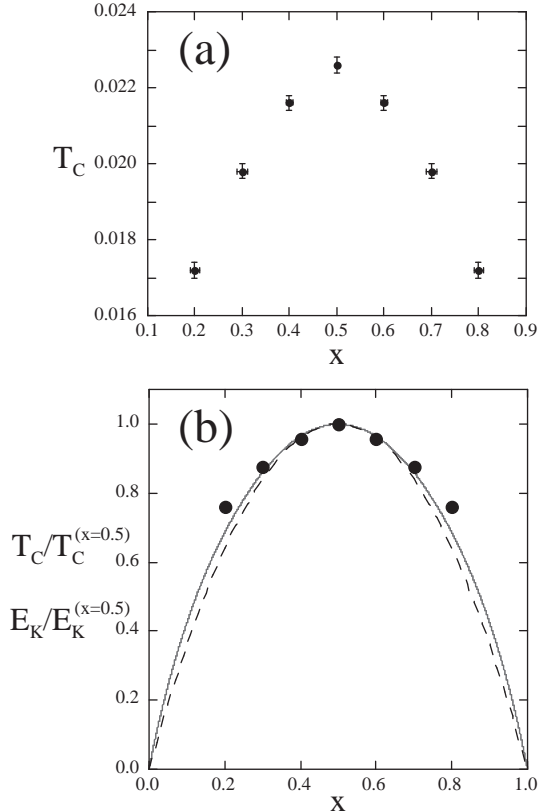 (a)
0.024
0.022
T_C
0.020
0.018
0.016
0.1 0.2 0.3 0.4 0.5 0.6 0.7 0.8 0.9
x
(b)
1.0
0.8
T_C/T_C^(x=0.5)
0.6
E_K/E_K^(x=0.5)
0.4
0.2
0.0
0.0 0.2 0.4 0.6 0.8 1.0
x